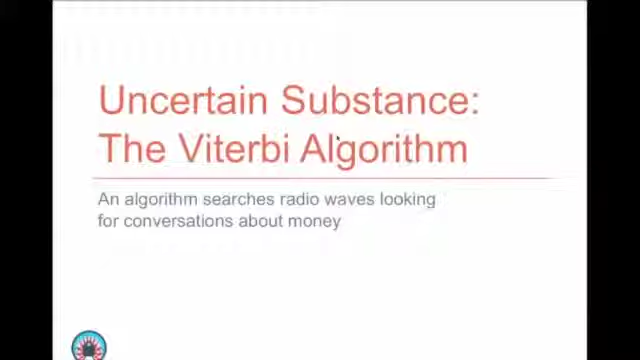 Uncertain Substance:
The Viterbi Algorithm
An algorithm searches radio waves looking
for conversations about money